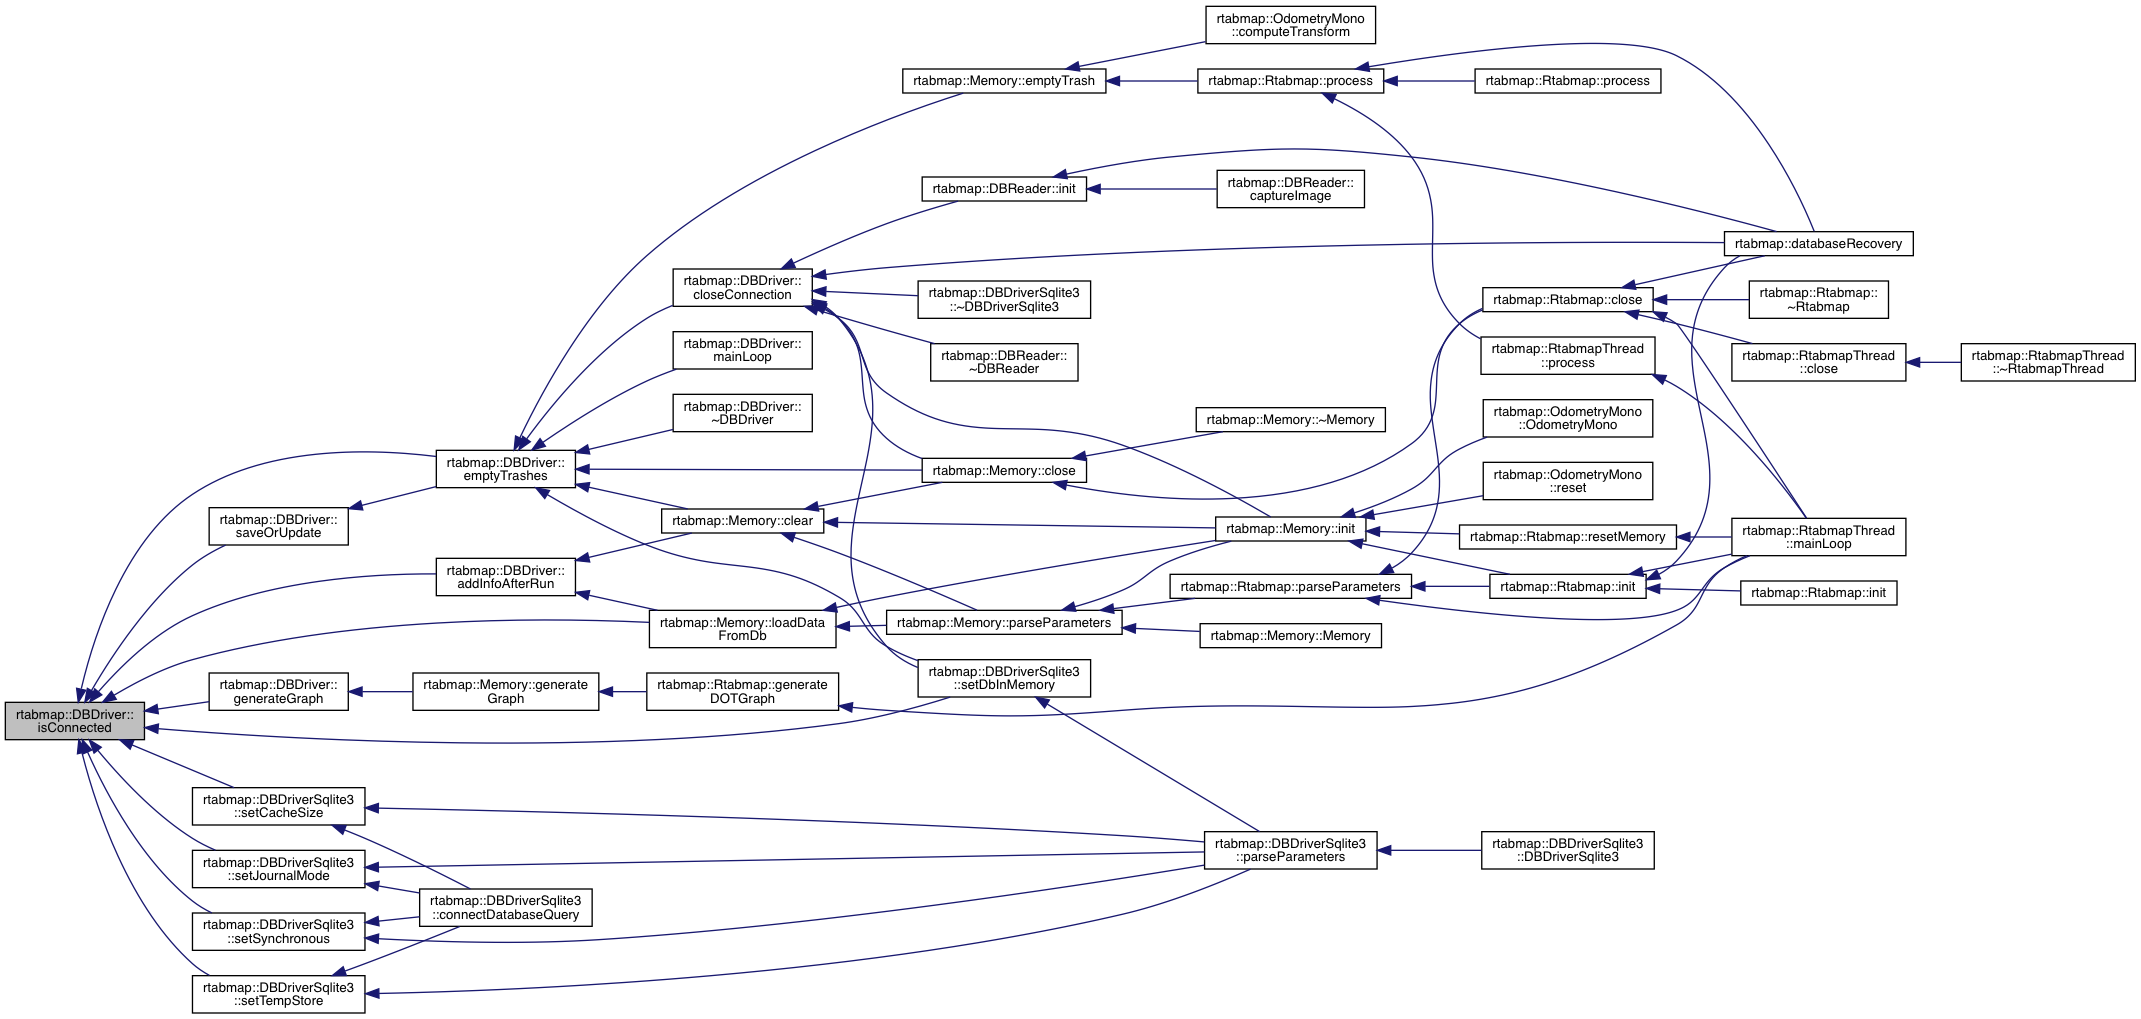 rtabmap::OdometryMono
::computeTransform
rtabmap::Memory::emptyTrash
rtabmap::Rtabmap::process
rtabmap::Rtabmap::process
rtabmap::DBReader::init
rtabmap::DBReader::
captureImage
rtabmap::databaseRecovery
rtabmap::DBDriver::
closeConnection
rtabmap::DBDriverSqlite3
::~DBDriverSqlite3
rtabmap::Rtabmap::close
rtabmap::Rtabmap::
~Rtabmap
rtabmap::DBDriver::
mainLoop
rtabmap::DBReader::
~DBReader
rtabmap::RtabmapThread
::process
rtabmap::RtabmapThread
::close
rtabmap::RtabmapThread
::~RtabmapThread
rtabmap::DBDriver::
~DBDriver
rtabmap::Memory::~Memory
rtabmap::OdometryMono
::OdometryMono
rtabmap::DBDriver::
emptyTrashes
rtabmap::Memory::close
rtabmap::OdometryMono
::reset
rtabmap::DBDriver::
saveOrUpdate
rtabmap::Memory::clear
rtabmap::Memory::init
rtabmap::Rtabmap::resetMemory
rtabmap::RtabmapThread
::mainLoop
rtabmap::DBDriver::
addInfoAfterRun
rtabmap::Rtabmap::parseParameters
rtabmap::Rtabmap::init
rtabmap::Rtabmap::init
rtabmap::Memory::loadData
FromDb
rtabmap::Memory::parseParameters
rtabmap::Memory::Memory
rtabmap::DBDriver::
generateGraph
rtabmap::Memory::generate
Graph
rtabmap::Rtabmap::generate
DOTGraph
rtabmap::DBDriverSqlite3
::setDbInMemory
rtabmap::DBDriver::
isConnected
rtabmap::DBDriverSqlite3
::setCacheSize
rtabmap::DBDriverSqlite3
::parseParameters
rtabmap::DBDriverSqlite3
::DBDriverSqlite3
rtabmap::DBDriverSqlite3
::setJournalMode
rtabmap::DBDriverSqlite3
::connectDatabaseQuery
rtabmap::DBDriverSqlite3
::setSynchronous
rtabmap::DBDriverSqlite3
::setTempStore